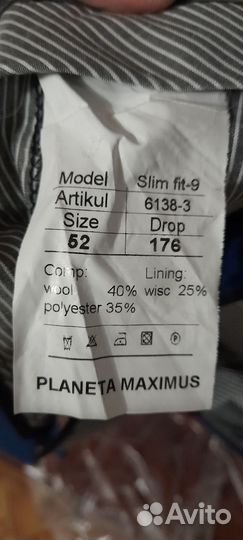 Model Slim fit-9
Artikul 6138-3
Size Drop
52 176
Comp: Lining:
wool 40% wisc 25%
polyester 35%
P
PLANETA MAXIMUS
Avito